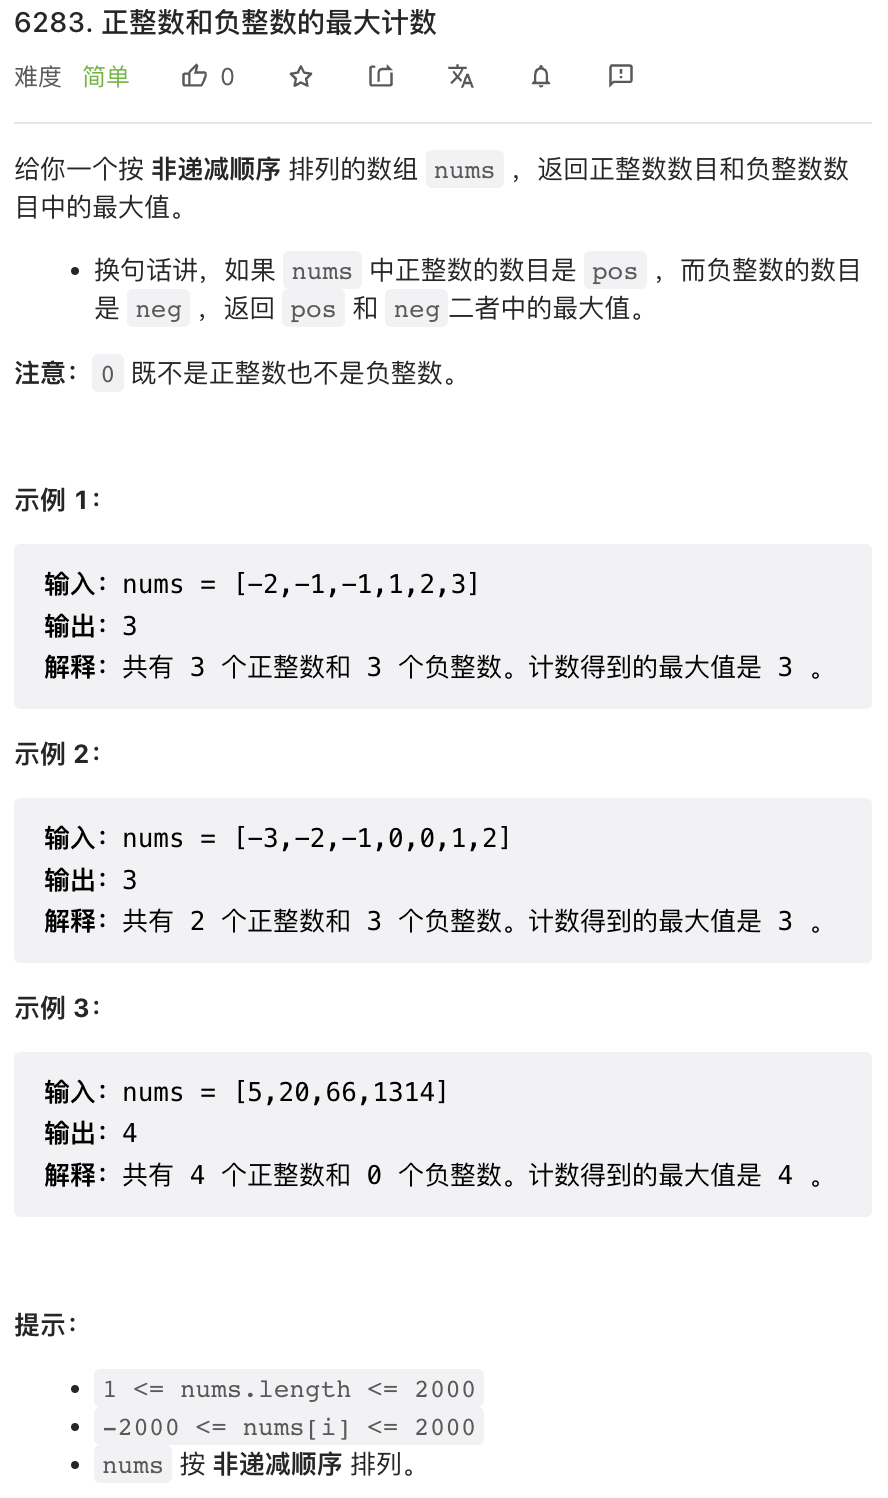 6283. 正整数和负整数的最大计数
难度 简单 0
给你一个按 非递减顺序 排列的数组 nums ，返回正整数数目和负整数数
目中的最大值。
• 换句话讲，如果 nums 中正整数的数目是 pos ，而负整数的数目
是 neg ，返回 pos 和 neg二者中的最大值。
注意：0 既不是正整数也不是负整数。
示例 1：
输入：nums = [-2,-1,-1,1,2,3]
输出：3
解释：共有 3 个正整数和 3 个负整数。计数得到的最大值是 3 。
示例 2：
输入：nums = [-3,-2,-1,0,0,1,2]
输出：3
解释：共有 2 个正整数和 3 个负整数。计数得到的最大值是 3 。
示例 3：
输入：nums = [5,20,66,1314]
输出：4
解释：共有 4 个正整数和 0 个负整数。计数得到的最大值是 4 。
提示：
• 1 <= nums.length <= 2000
• -2000 <= nums[i] <= 2000
• nums 按 非递减顺序 排列。